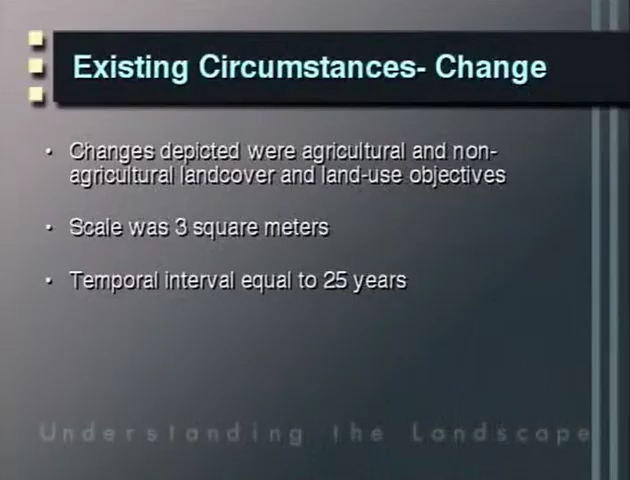 Existing Circumstances- Change
• Changes depicted were agricultural and non-
agricultural landcover and land-use objectives
• Scale was 3 square meters
• Temporal interval equal to 25 years
Understanding the Landscape